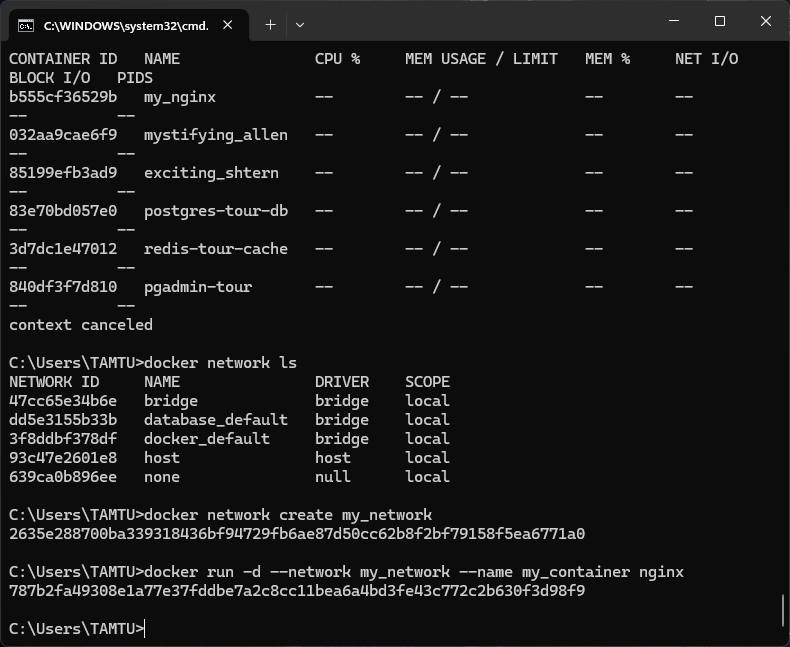 C:\WINDOWS\system32\cmd.
CONTAINER ID   NAME               CPU %     MEM USAGE / LIMIT   MEM %     NET I/O
BLOCK I/O   PIDS
b555cf36529b   my_nginx           --        -- / --             --        --
--          --
032aa9cae6f9   mystifying_allen   --        -- / --             --        --
--          --
85199efb3ad9   exciting_shtern    --        -- / --             --        --
--          --
83e70bd057e0   postgres-tour-db   --        -- / --             --        --
--          --
3d7dc1e47012   redis-tour-cache   --        -- / --             --        --
--          --
840df3f7d810   pgadmin-tour       --        -- / --             --        --
--          --
context canceled
C:\Users\TAMTU>docker network ls
NETWORK ID     NAME               DRIVER    SCOPE
47cc65e34b6e   bridge             bridge    local
dd5e3155b33b   database_default   bridge    local
3f8ddbf378df   docker_default     bridge    local
93c47e2601e8   host               host      local
639ca0b896ee   none               null      local
C:\Users\TAMTU>docker network create my_network
2635e288700ba339318436bf94729fb6ae87d50cc62b8f2bf79158f5ea6771a0
C:\Users\TAMTU>docker run -d --network my_network --name my_container nginx
787b2fa49308e1a77e37fddbe7a2c8cc11bea6a4bd3fe43c772c2b630f3d98f9
C:\Users\TAMTU>